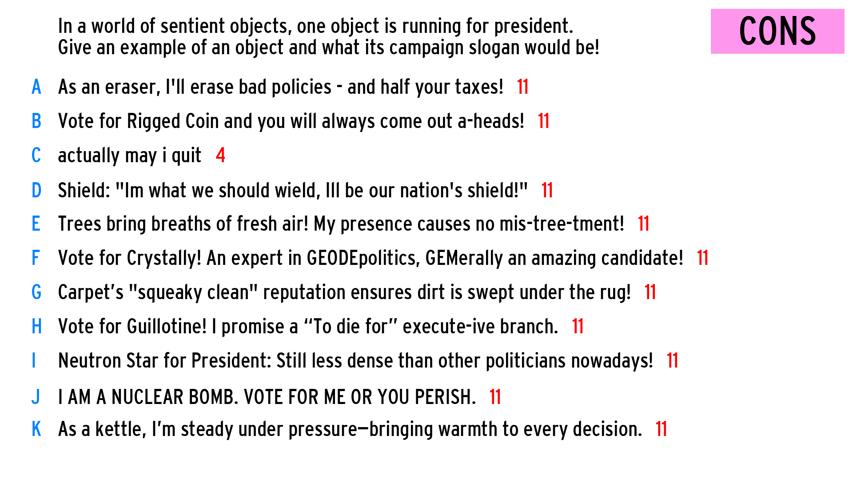 In a world of sentient objects, one object is running for president.
Give an example of an object and what its campaign slogan would be!
CONS
A As an eraser, I'll erase bad policies - and half your taxes! 11
B Vote for Rigged Coin and you will always come out a-heads! 11
C actually may i quit 4
D Shield: "Im what we should wield, Ill be our nation's shield!" 11
E Trees bring breaths of fresh air! My presence causes no mis-tree-tment! 11
F Vote for Crystally! An expert in GEODEpolitics, GEMerally an amazing candidate! 11
G Carpet’s "squeaky clean" reputation ensures dirt is swept under the rug! 11
H Vote for Guillotine! I promise a “To die for” execute-ive branch. 11
I Neutron Star for President: Still less dense than other politicians nowadays! 11
J I AM A NUCLEAR BOMB. VOTE FOR ME OR YOU PERISH. 11
K As a kettle, I’m steady under pressure—bringing warmth to every decision. 11